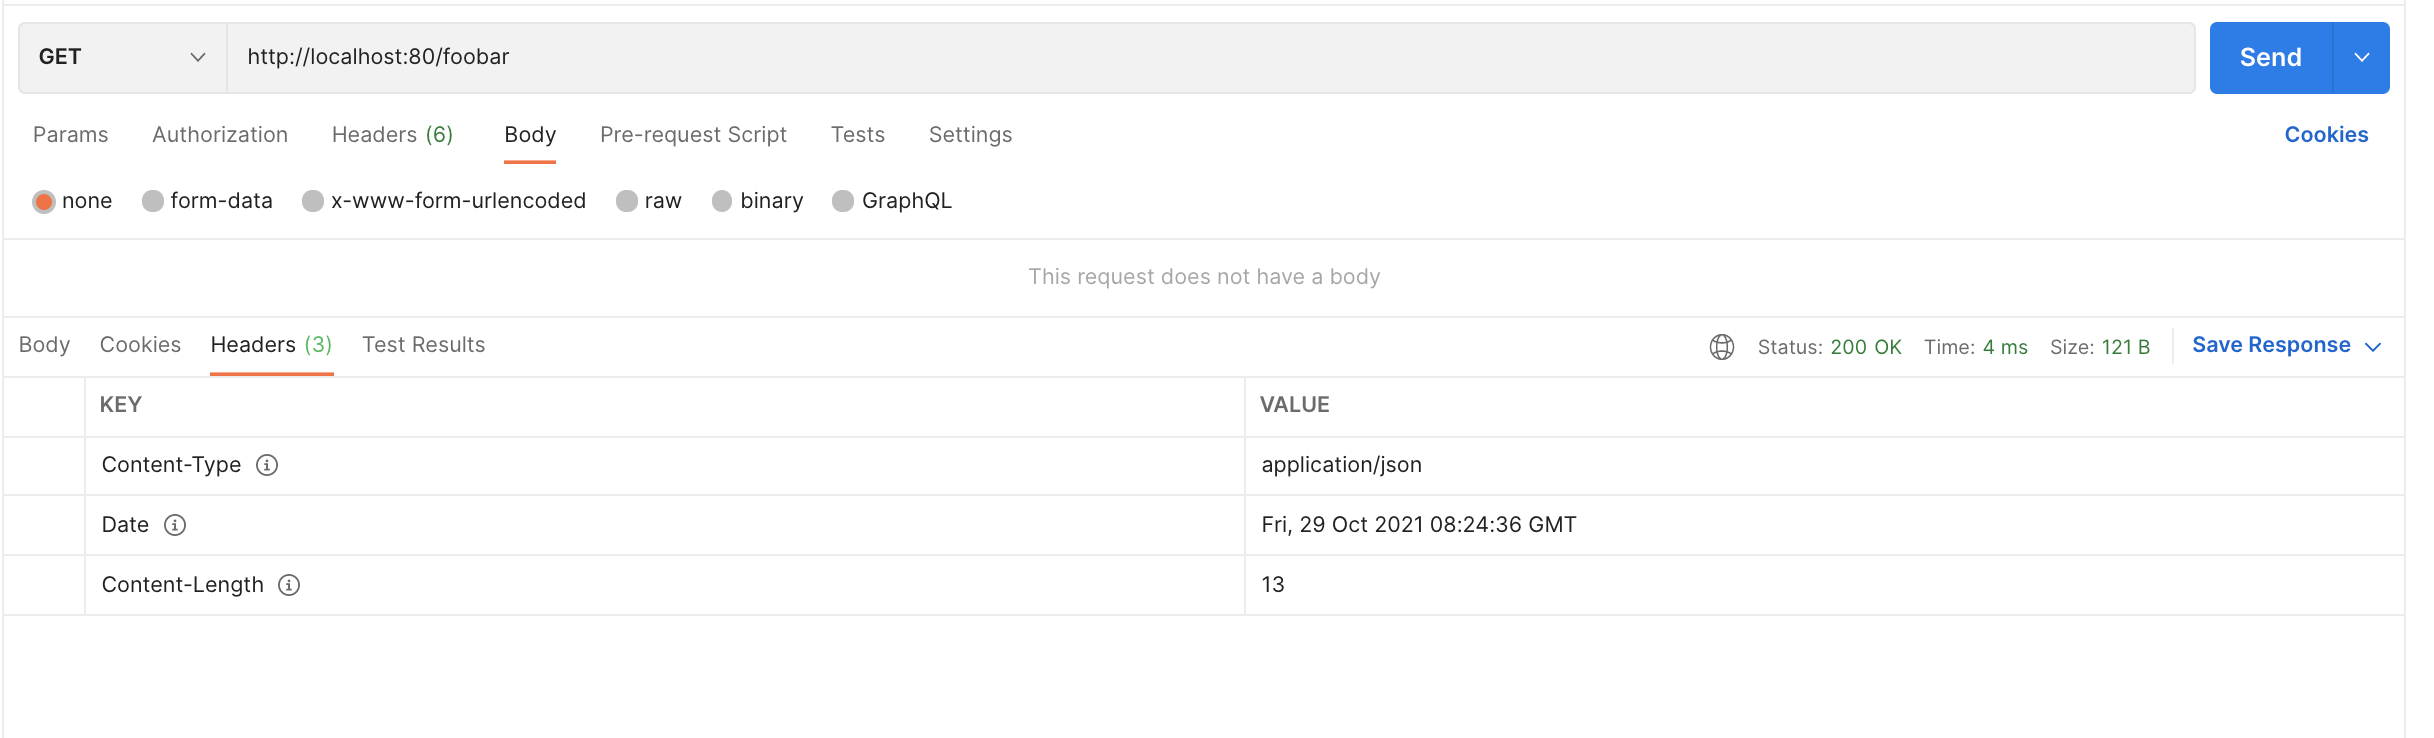 GET http://localhost:80/foobar Send
Params Authorization Headers (6) Body Pre-request Script Tests Settings Cookies
none form-data x-www-form-urlencoded raw binary GraphQL
This request does not have a body
Body Cookies Headers (3) Test Results Status: 200 OK Time: 4 ms Size: 121 B Save Response
KEY VALUE
Content-Type application/json
Date Fri, 29 Oct 2021 08:24:36 GMT
Content-Length 13